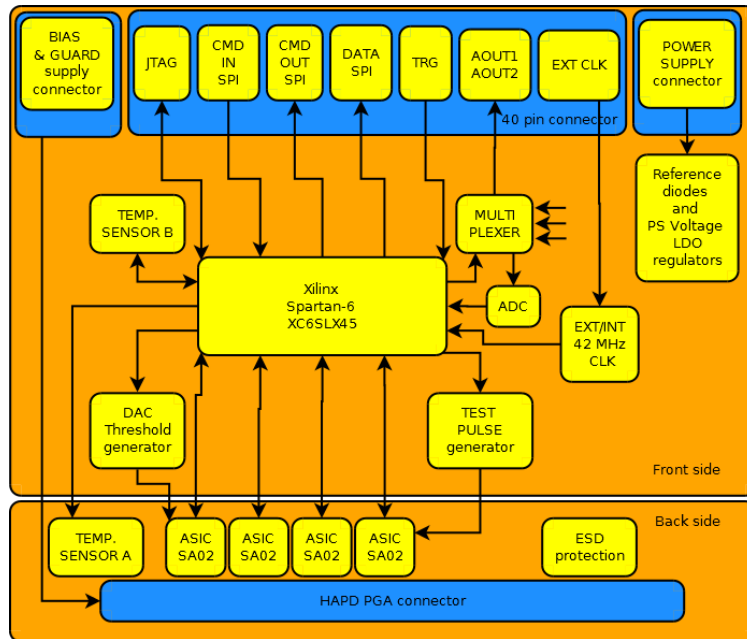 BIAS
& GUARD
supply
connector
JTAG
CMD
IN
SPI
CMD
OUT
SPI
DATA
SPI
TRG
AOUT1
AOUT2
EXT CLK
POWER
SUPPLY
connector
40 pin connector
Reference
diodes
and
PS Voltage
LDO
regulators
TEMP.
SENSOR B
MULTI
PLEXER
Xilinx
Spartan-6
XC6SLX45
ADC
EXT/INT
42 MHz
CLK
DAC
Threshold
generator
TEST
PULSE
generator
Front side
Back side
TEMP.
SENSOR A
ASIC
SA02
ASIC
SA02
ASIC
SA02
ASIC
SA02
ESD
protection
HAPD PGA connector